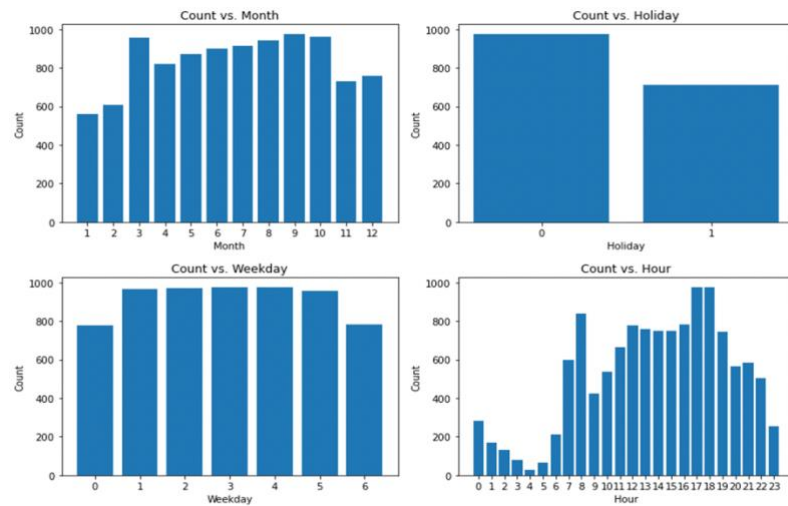 Count vs. Month
1000
800
600
400
200
0
Count
1 2 3 4 5 6 7 8 9 10 11 12
Month
Count vs. Holiday
1000
800
600
400
200
0
Count
0 1
Holiday
Count vs. Weekday
1000
800
600
400
200
0
Count
0 1 2 3 4 5 6
Weekday
Count vs. Hour
1000
800
600
400
200
0
Count
0 1 2 3 4 5 6 7 8 9 10 11 12 13 14 15 16 17 18 19 20 21 22 23
Hour